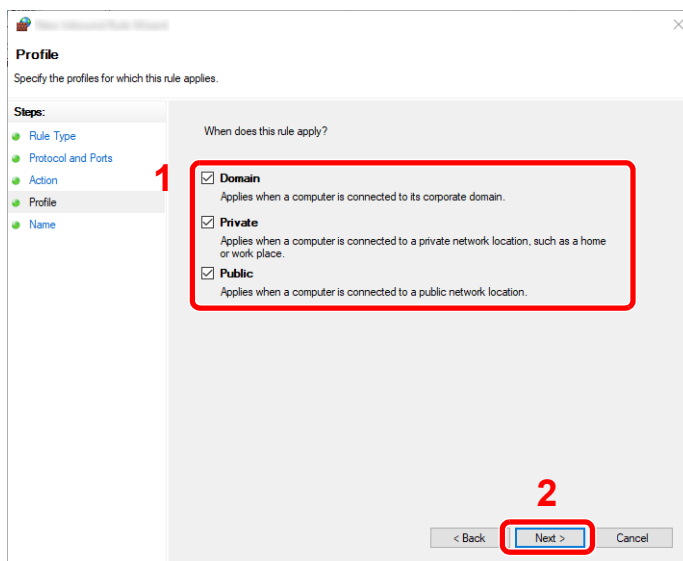 Profile
Specify the profiles for which this rule applies.
Steps:
Rule Type
Protocol and Ports
Action
Profile
Name
When does this rule apply?
1
Domain
Applies when a computer is connected to its corporate domain.
Private
Applies when a computer is connected to a private network location, such as a home
or work place.
Public
Applies when a computer is connected to a public network location.
2
< Back
Next >
Cancel